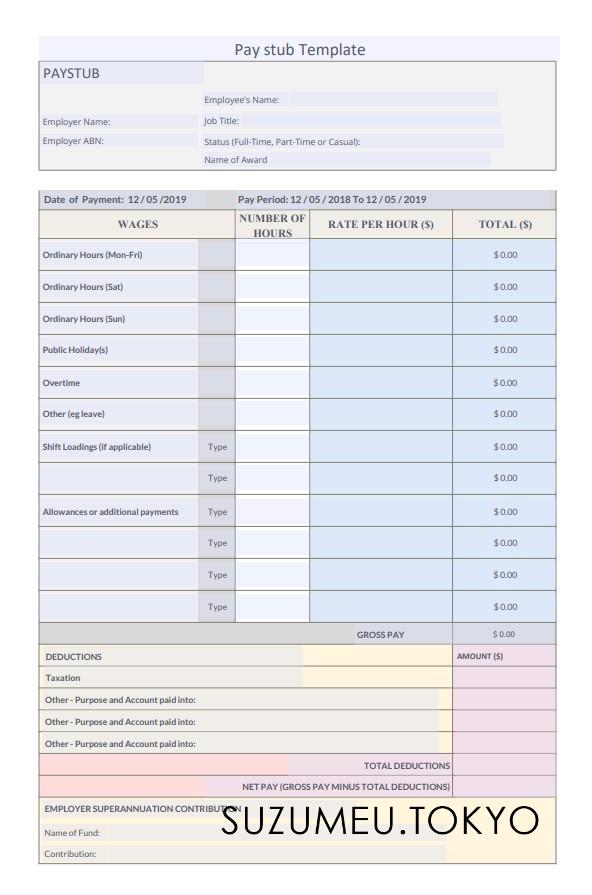 Pay stub Template
PAYSTUB
Employee's Name:
Employer Name:
Job Title:
Employer ABN:
Status (Full-Time, Part-Time or Casual):
Name of Award
Date of Payment: 12 / 05 /2019 Pay Period: 12 / 05 / 2018 To 12 / 05 / 2019
WAGES NUMBER OF HOURS RATE PER HOUR ($) TOTAL ($)
Ordinary Hours (Mon-Fri) $ 0.00
Ordinary Hours (Sat) $ 0.00
Ordinary Hours (Sun) $ 0.00
Public Holiday(s) $ 0.00
Overtime $ 0.00
Other (eg leave) $ 0.00
Shift Loadings (if applicable) Type $ 0.00
Type $ 0.00
Allowances or additional payments Type $ 0.00
Type $ 0.00
Type $ 0.00
Type $ 0.00
GROSS PAY $ 0.00
DEDUCTIONS AMOUNT ($)
Taxation
Other - Purpose and Account paid into:
Other - Purpose and Account paid into:
Other - Purpose and Account paid into:
TOTAL DEDUCTIONS
NET PAY (GROSS PAY MINUS TOTAL DEDUCTIONS)
EMPLOYER SUPERANNUATION CONTRIBUTION
SUZUMEU.TOKYO
Name of Fund:
Contribution: